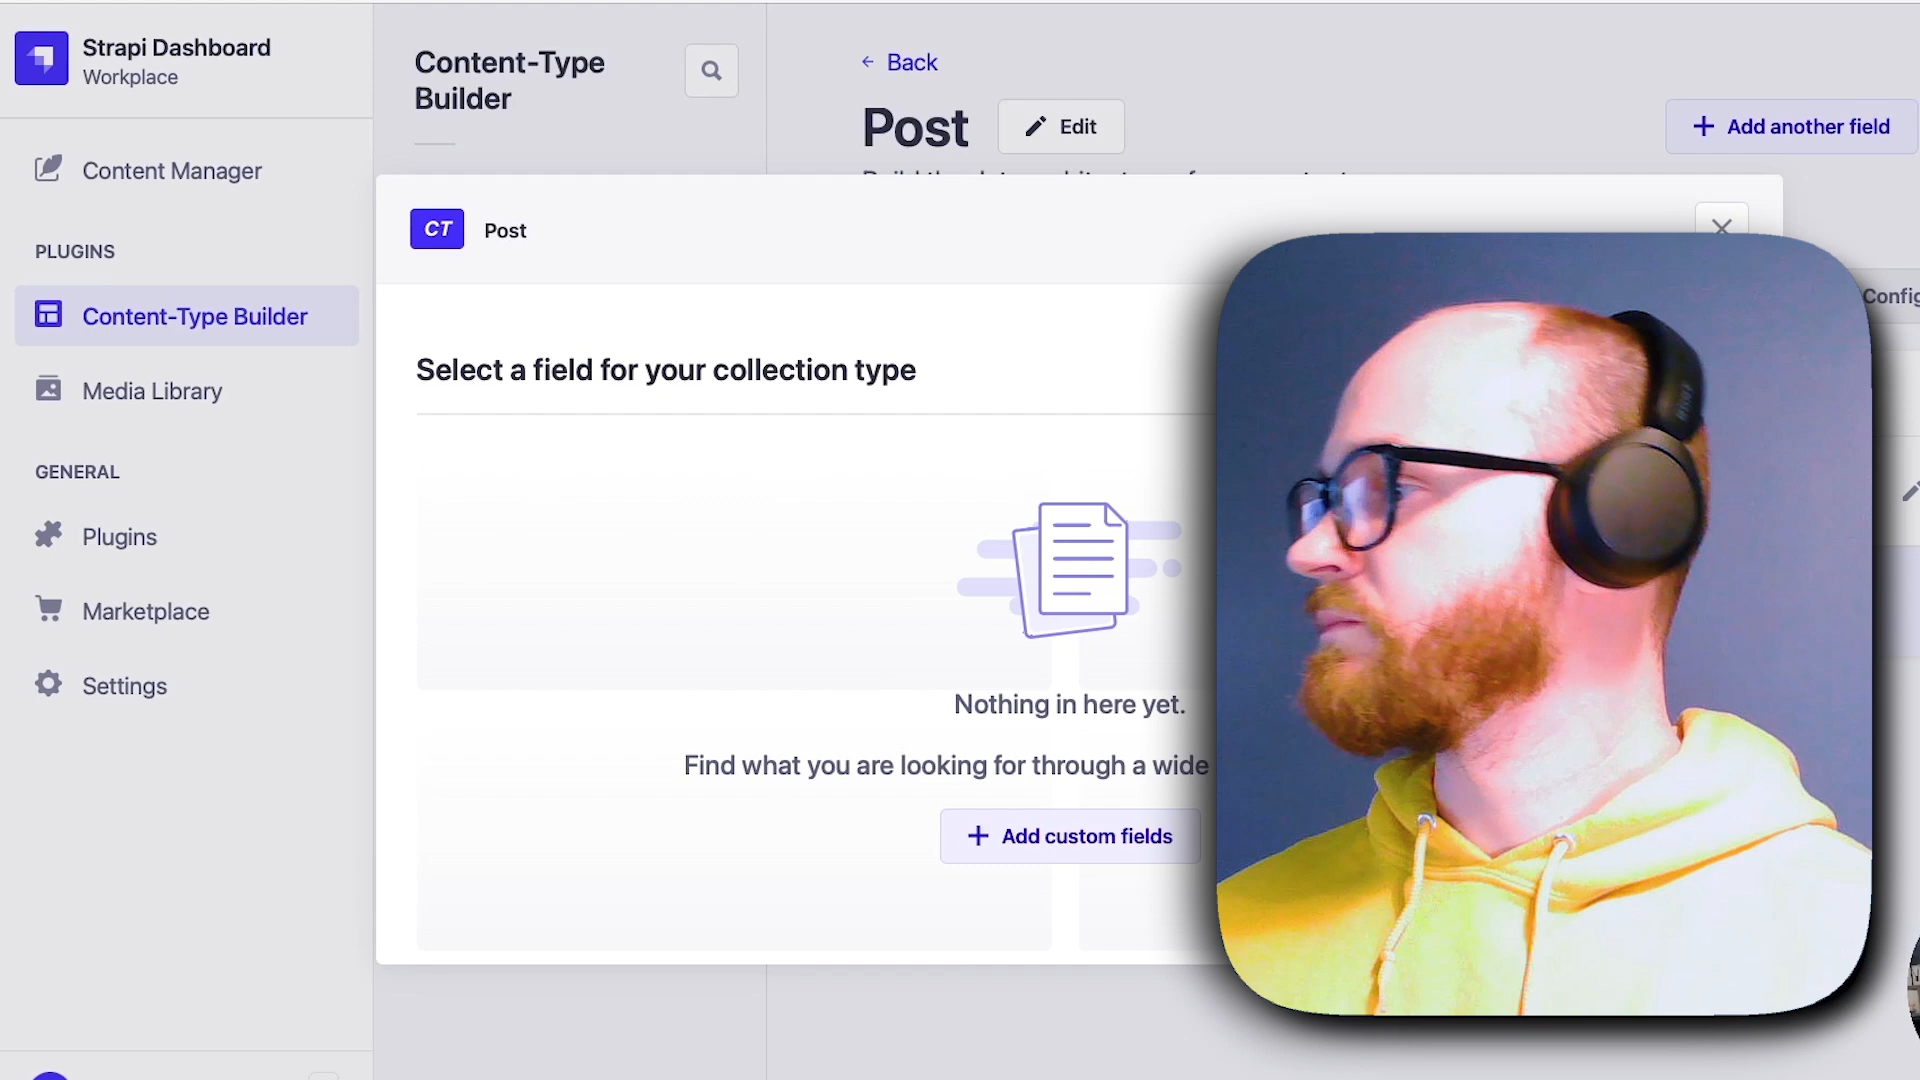 Strapi Dashboard
Workplace
Content Manager
PLUGINS
Content-Type Builder
Media Library
GENERAL
Plugins
Marketplace
Settings
Content-Type
Builder
Back
Post
Edit
Add another field
CT
Post
Config
Select a field for your collection type
Nothing in here yet.
Find what you are looking for through a wide
Add custom fields